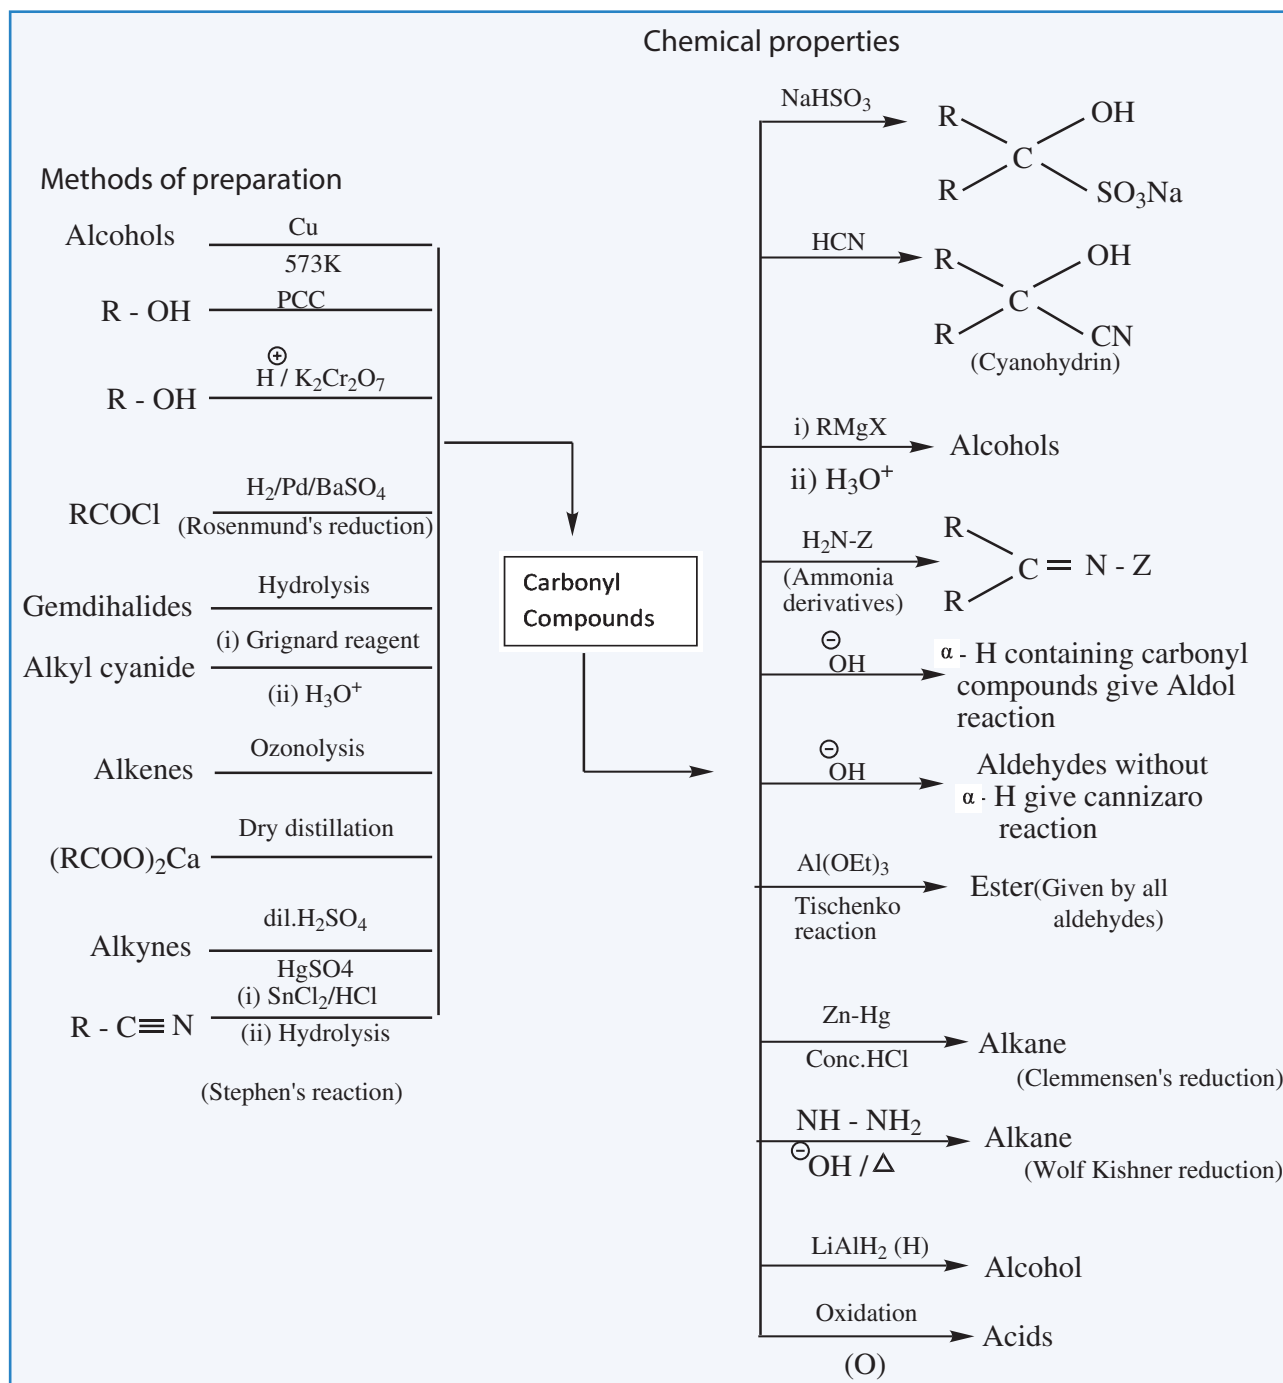 Chemical properties
Methods of preparation
Alcohols
Cu
573K
R - OH
PCC
R - OH
⊕
H / K₂Cr₂O₇
RCOCl
H₂/Pd/BaSO₄
(Rosenmund's reduction)
Gemdihalides
Hydrolysis
Alkyl cyanide
(i) Grignard reagent
(ii) H₃O⁺
Alkenes
Ozonolysis
(RCOO)₂Ca
Dry distillation
Alkynes
dil.H₂SO₄
HgSO4
R - C≡N
(i) SnCl₂/HCl
(ii) Hydrolysis
(Stephen's reaction)
Carbonyl
Compounds
NaHSO₃
R
OH
C
R
SO₃Na
HCN
R
OH
C
R
CN
(Cyanohydrin)
i) RMgX
ii) H₃O⁺
Alcohols
H₂N-Z
(Ammonia
derivatives)
R
C = N - Z
R
⊖
OH
α - H containing carbonyl
compounds give Aldol
reaction
⊖
OH
Aldehydes without
α - H give cannizaro
reaction
Al(OEt)₃
Tischenko
reaction
Ester(Given by all
aldehydes)
Zn-Hg
Conc.HCl
Alkane
(Clemmensen's reduction)
NH - NH₂
⊖OH / △
Alkane
(Wolf Kishner reduction)
LiAlH₂ (H)
Alcohol
Oxidation
(O)
Acids